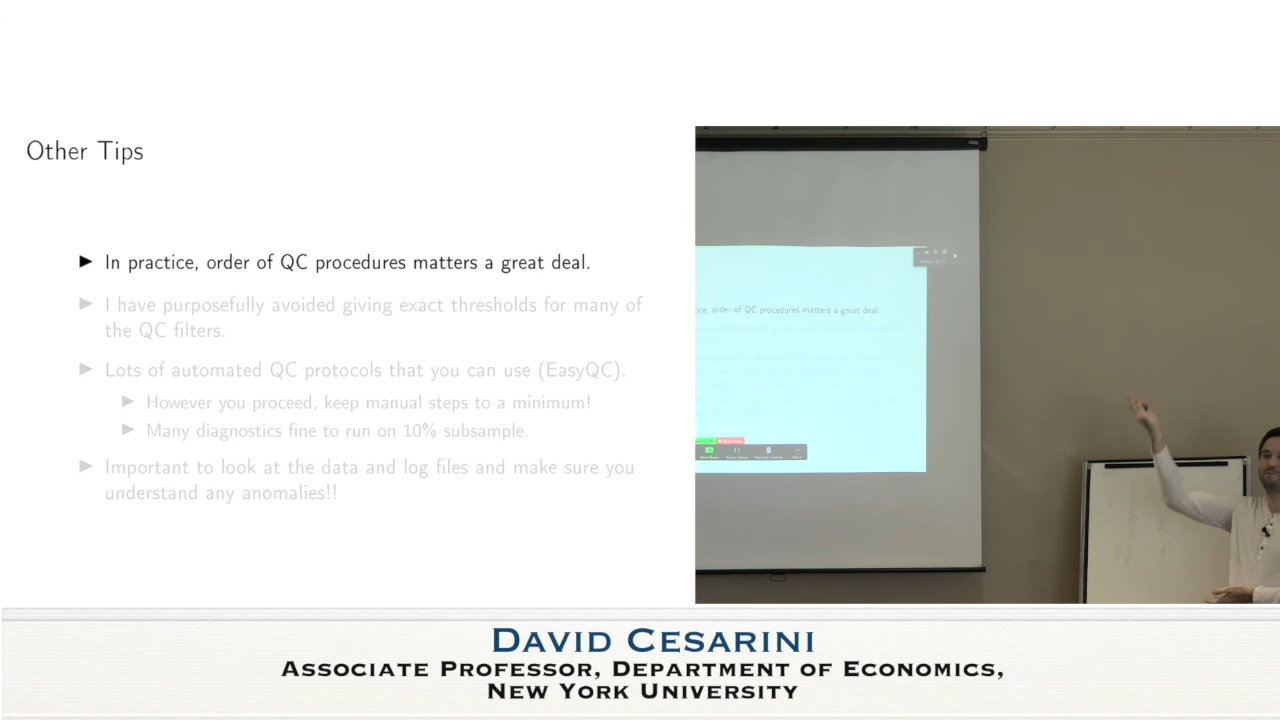 Other Tips
▶ In practice, order of QC procedures matters a great deal.
▶ I have purposefully avoided giving exact thresholds for many of
the QC filters.
▶ Lots of automated QC protocols that you can use (EasyQC).
▶ However you proceed, keep manual steps to a minimum!
▶ Many diagnostics fine to run on 10% subsample.
▶ Important to look at the data and log files and make sure you
understand any anomalies!!
ice, order of QC procedures matters a great deal.
DAVID CESARINI
ASSOCIATE PROFESSOR, DEPARTMENT OF ECONOMICS,
NEW YORK UNIVERSITY